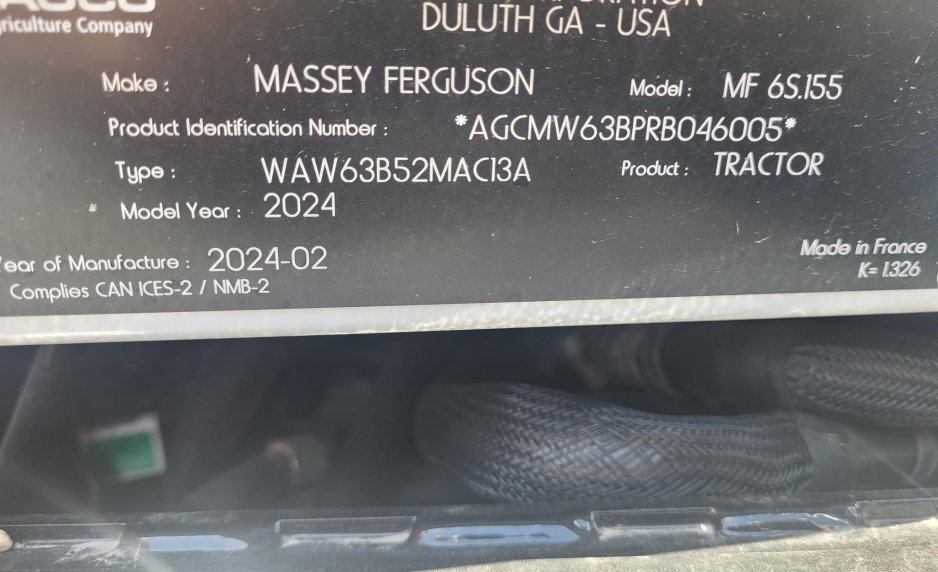 AGCO
griculture Company
DULUTH GA - USA
Make : MASSEY FERGUSON Model : MF 6S.155
Product Identification Number : *AGCMW63BPRB046005*
Type : WAW63B52MAC13A Product : TRACTOR
Model Year : 2024
Year of Manufacture : 2024-02
Made in France
Complies CAN ICES-2 / NMB-2
K= 1.326